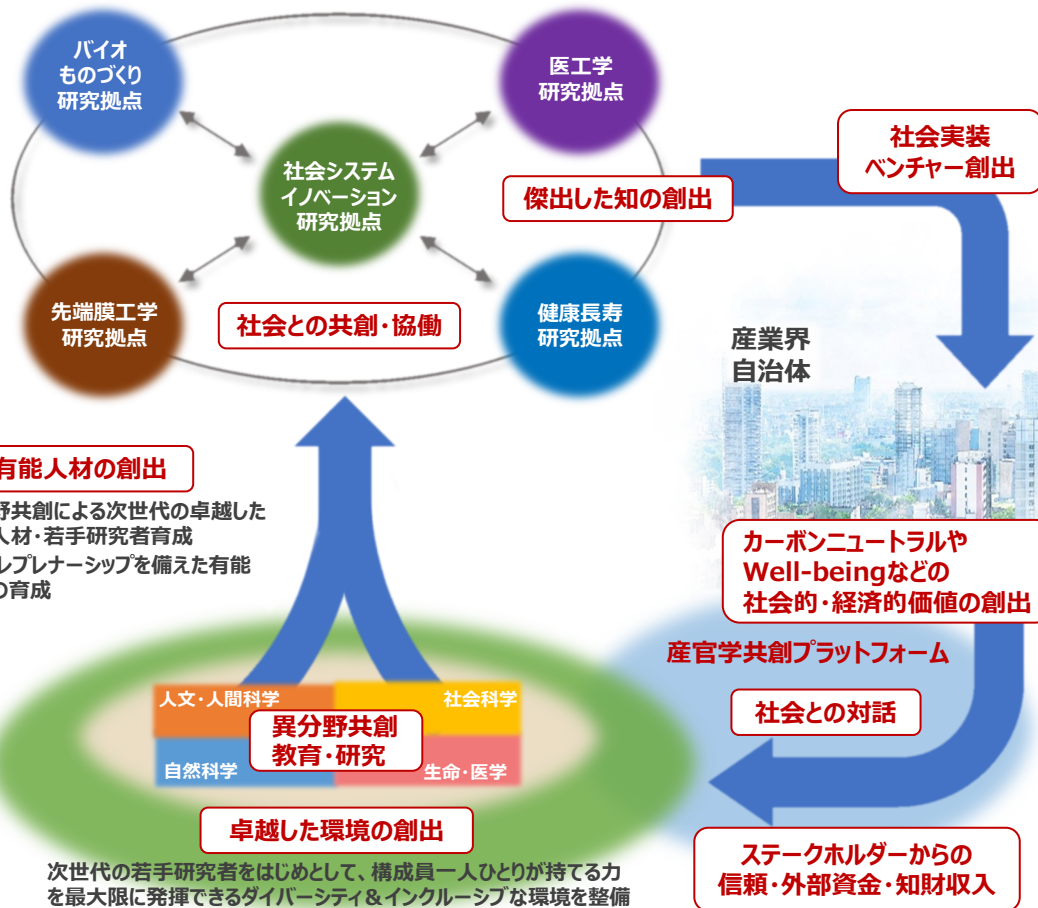 バイオ
ものづくり
研究拠点
医工学
研究拠点
社会システム
イノベーション
研究拠点
先端膜工学
研究拠点
健康長寿
研究拠点
社会との共創・協働
傑出した知の創出
社会実装
ベンチャー創出
産業界
自治体
有能人材の創出
野共創による次世代の卓越した
人材・若手研究者育成
レプレナーシップを備えた有能
の育成
カーボンニュートラルや
Well-beingなどの
社会的・経済的価値の創出
産官学共創プラットフォーム
社会との対話
人文・人間科学
社会科学
異分野共創
教育・研究
自然科学
生命・医学
卓越した環境の創出
次世代の若手研究者をはじめとして、構成員一人ひとりが持てる力
を最大限に発揮できるダイバーシティ&インクルーシブな環境を整備
ステークホルダーからの
信頼・外部資金・知財収入